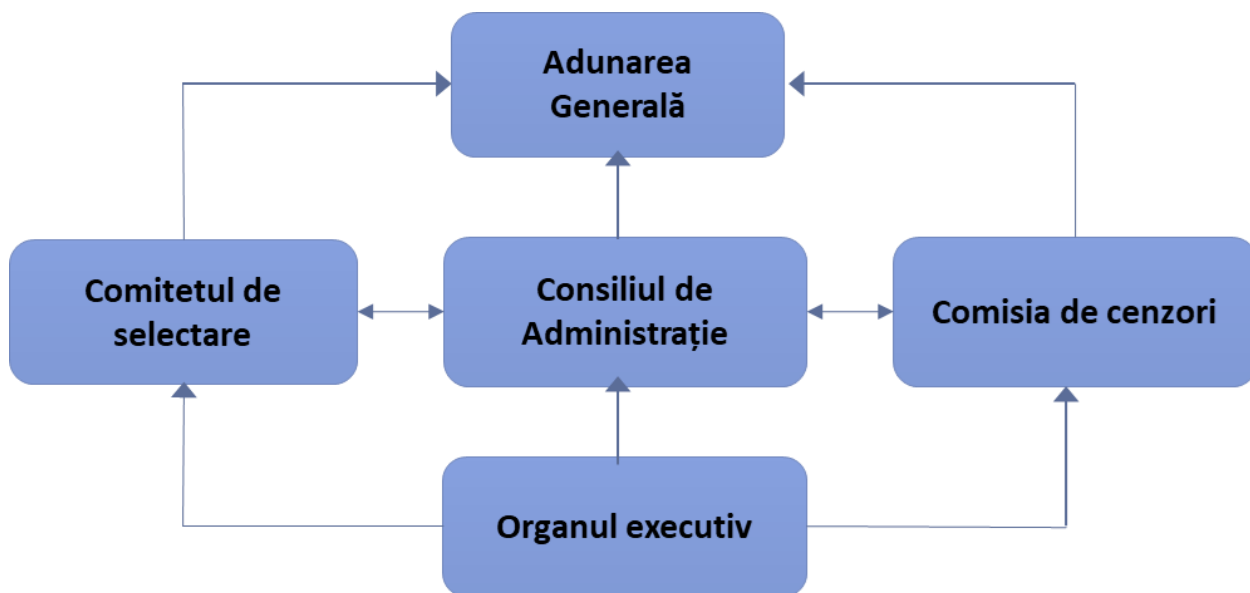 Adunarea
Generală
Comitetul de
selectare
Consiliul de
Administrație
Comisia de cenzori
Organul executiv